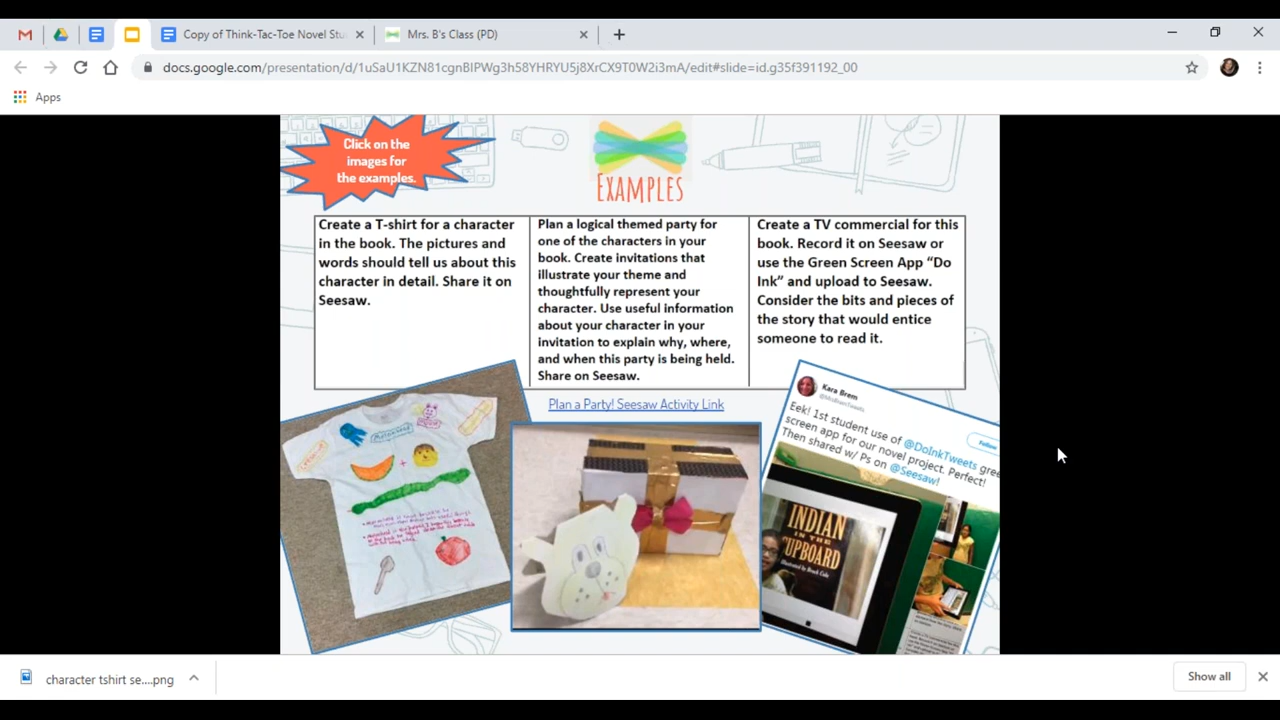 Copy of Think-Tac-Toe Novel Stu
Mrs. B's Class (PD)
docs.google.com/presentation/d/1uSaU1KZN81cgnBIPWg3h58YHRYU5j8XrCX9T0W2i3mA/edit#slide=id.g35f391192_00
Apps
Click on the
images for
the examples.
EXAMPLES
Create a T-shirt for a character
in the book. The pictures and
words should tell us about this
character in detail. Share it on
Seesaw.
Plan a logical themed party for
one of the characters in your
book. Create invitations that
illustrate your theme and
thoughtfully represent your
character. Use useful information
about your character in your
invitation to explain why, where,
and when this party is being held.
Share on Seesaw.
Create a TV commercial for this
book. Record it on Seesaw or
use the Green Screen App “Do
Ink” and upload to Seesaw.
Consider the bits and pieces of
the story that would entice
someone to read it.
Plan a Party! Seesaw Activity Link
Kara Brem
Follow
Eek! 1st student use of @DoInkTweets gree
screen app for our novel project. Perfect!
Then shared w/ Ps on @Seesaw!
INDIAN
IN THE
CUPBOARD
Illustrated by Brock Cole
character tshirt se....png
Show all